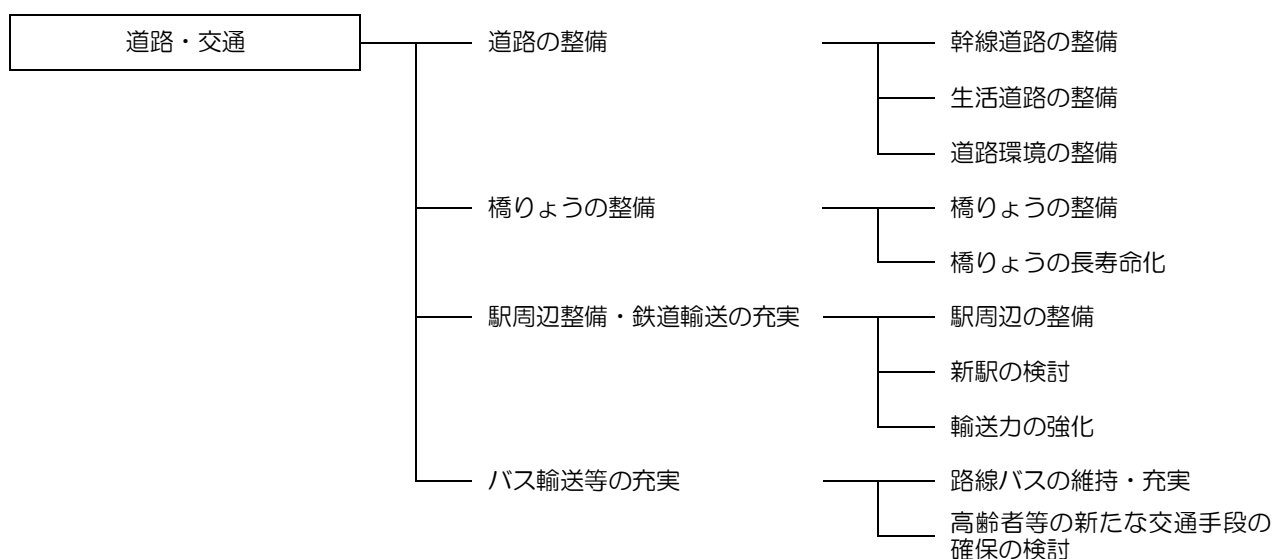 道路・交通
道路の整備
幹線道路の整備
生活道路の整備
道路環境の整備
橋りょうの整備
橋りょうの整備
橋りょうの長寿命化
駅周辺整備・鉄道輸送の充実
駅周辺の整備
新駅の検討
輸送力の強化
バス輸送等の充実
路線バスの維持・充実
高齢者等の新たな交通手段の
確保の検討